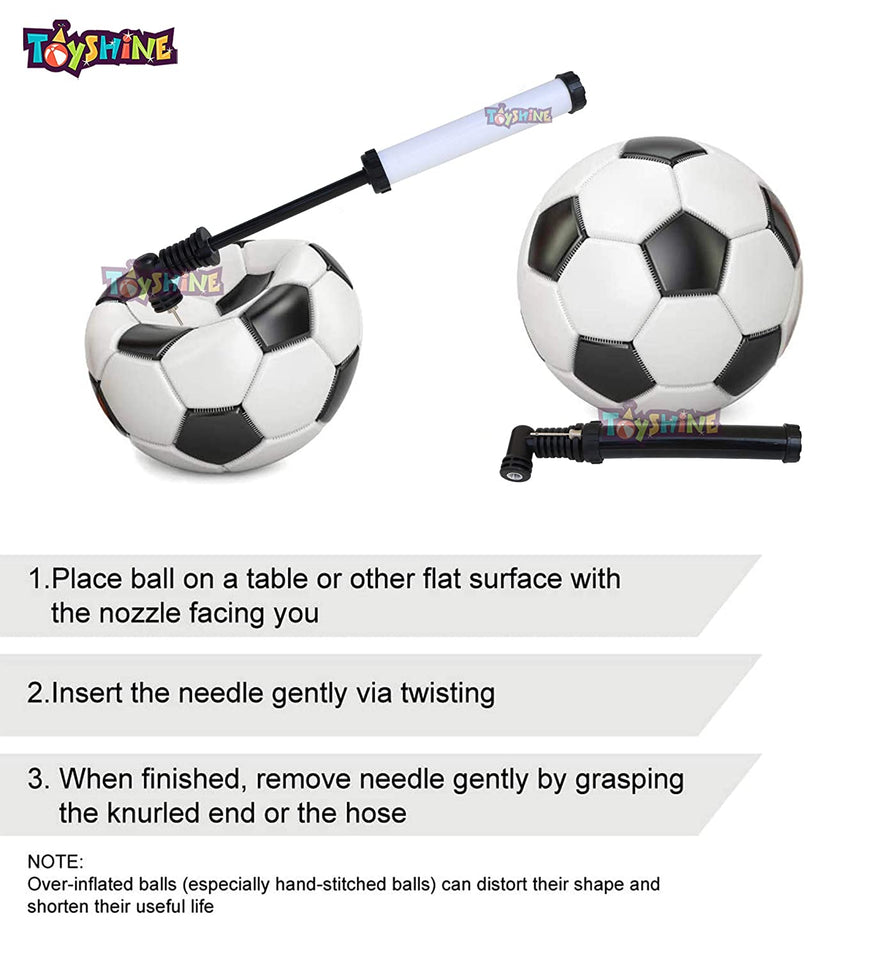 TOYSHINE
TOYSHINE
TOYSHINE
TOYSHINE
1.Place ball on a table or other flat surface with
the nozzle facing you
2.Insert the needle gently via twisting
3. When finished, remove needle gently by grasping
the knurled end or the hose
NOTE:
Over-inflated balls (especially hand-stitched balls) can distort their shape and
shorten their useful life